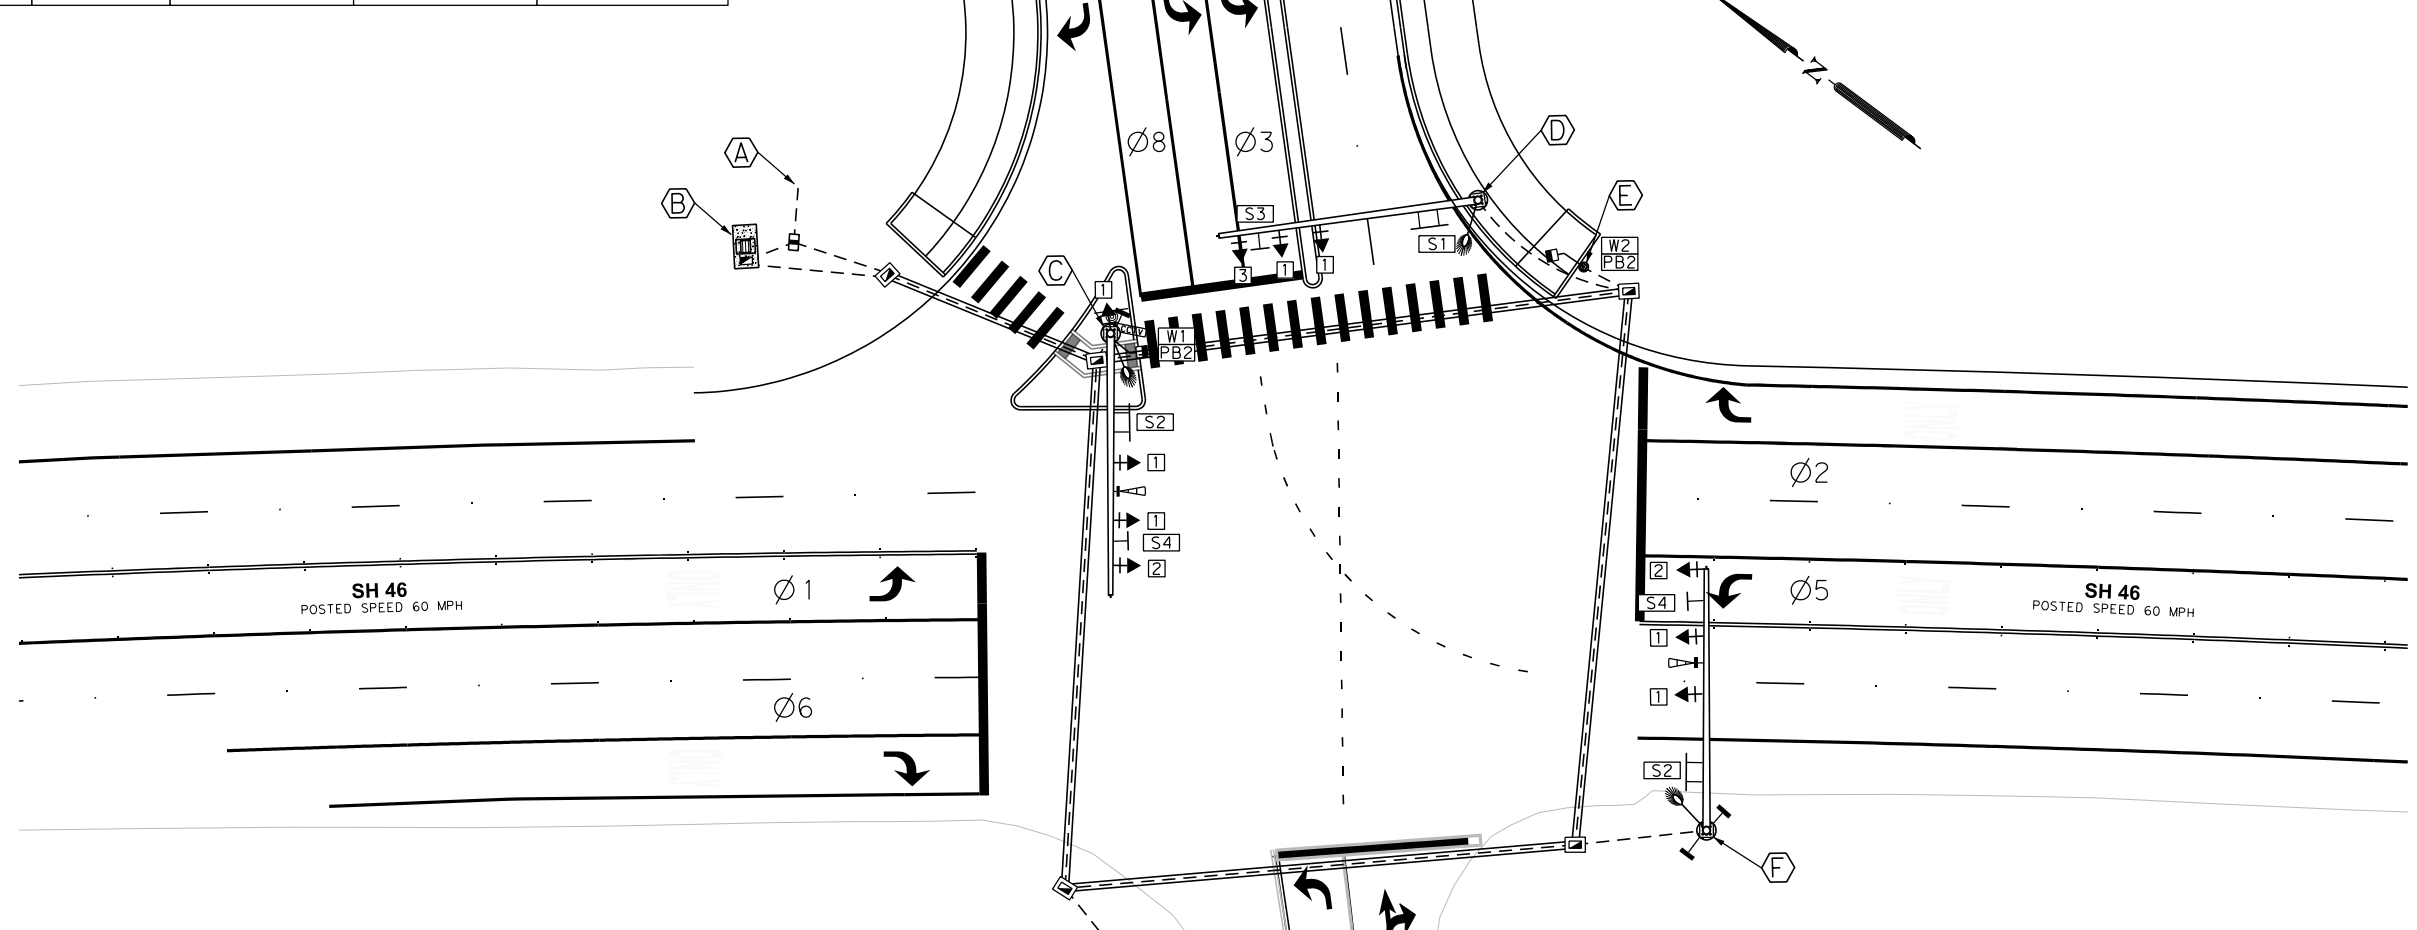 N
Ø8
Ø3
A
B
C
D
E
S3
S1
W2
PB2
3
1
1
1
CCTV
W1
PB2
S2
1
1
S4
2
Ø2
2
Ø5
S4
1
1
S2
SH 46
POSTED SPEED 60 MPH
Ø1
Ø6
SH 46
POSTED SPEED 60 MPH
F